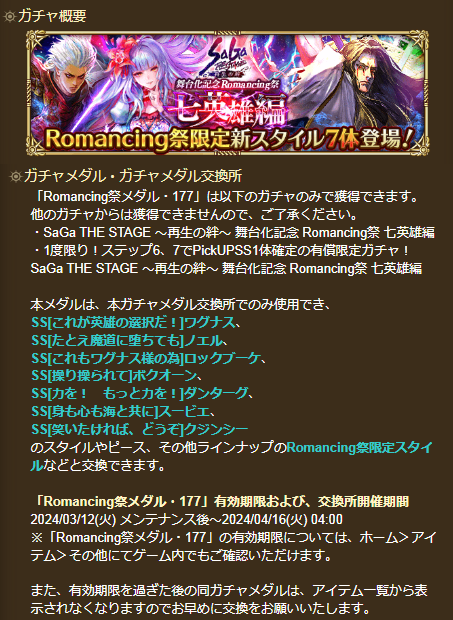 ガチャ概要
SaGa
THE STAGE
~再生の絆~
舞台化記念Romancing祭
七英雄編
Romancing祭限定新スタイル7体登場!
ガチャメダル・ガチャメダル交換所
「Romancing祭メダル・177」は以下のガチャのみで獲得できます。
他のガチャからは獲得できませんので、ご了承ください。
・SaGa THE STAGE ～再生の絆～ 舞台化記念 Romancing祭 七英雄編
・1度限り！ステップ6、7でPickUPSS1体確定の有償限定ガチャ！
SaGa THE STAGE ～再生の絆～ 舞台化記念 Romancing祭 七英雄編
本メダルは、本ガチャメダル交換所でのみ使用でき、
SS[これが英雄の選択だ！]ワグナス、
SS[たとえ魔道に堕ちても]ノエル、
SS[これもワグナス様の為]ロックブーケ、
SS[操り操られて]ボクオーン、
SS[力を！　もっと力を！]ダンターグ、
SS[身も心も海と共に]スービエ、
SS[笑いたければ、どうぞ]クジンシー
のスタイルやピース、その他ラインナップのRomancing祭限定スタイ
ルなどと交換できます。
「Romancing祭メダル・177」有効期限および、交換所開催期間
2024/03/12(火) メンテナンス後～2024/04/16(火) 04:00
※「Romancing祭メダル・177」の有効期限については、ホーム＞アイ
テム＞その他にてゲーム内でもご確認いただけます。
また、有効期限を過ぎた後の同ガチャメダルは、アイテム一覧から表
示されなくなりますのでお早めに交換をお願いいたします。